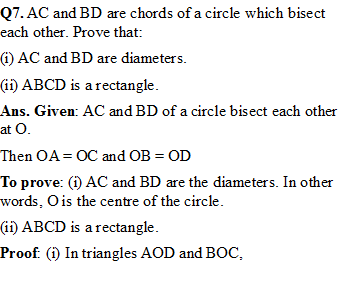 Q7. AC and BD are chords of a circle which bisect
each other. Prove that:
(i) AC and BD are diameters.
(ii) ABCD is a rectangle.
Ans. Given: AC and BD of a circle bisect each other
at O.
Then OA = OC and OB = OD
To prove: (i) AC and BD are the diameters. In other
words, O is the centre of the circle.
(ii) ABCD is a rectangle.
Proof: (i) In triangles AOD and BOC,